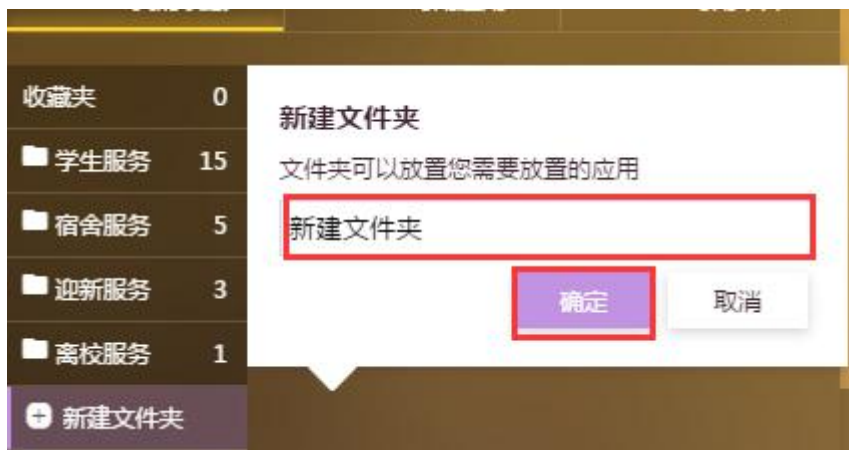 收藏夹 0
学生服务 15
宿舍服务 5
迎新服务 3
离校服务 1
新建文件夹
新建文件夹
文件夹可以放置您需要放置的应用
新建文件夹
确定 取消